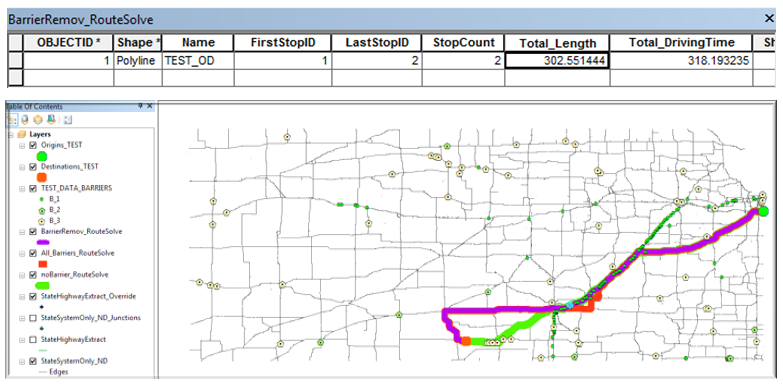 BarrierRemov_RouteSolve ×
OBJECTID * Shape * Name FirstStopID LastStopID StopCount Total_Length Total_DrivingTime Sh
1 Polyline TEST_OD 1 2 2 302.551444 318.193235
Table Of Contents
Layers
Origins_TEST
Destinations_TEST
TEST_DATA_BARRIERS
B_1
B_2
B_3
BarrierRemov_RouteSolve
All_Barriers_RouteSolve
noBarrier_RouteSolve
StateHighwayExtract_Override
StateSystemOnly_ND_Junctions
StateHighwayExtract
StateSystemOnly_ND
Edges